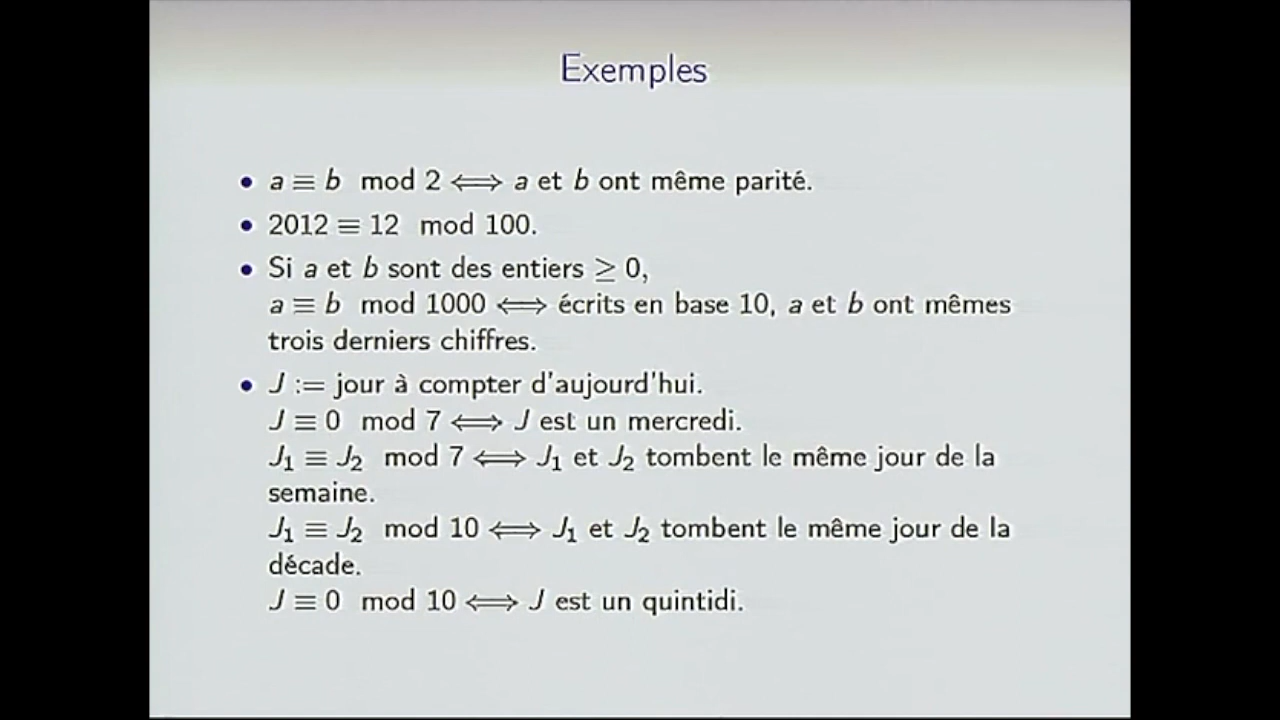 Exemples
• a ≡ b mod 2 ⟺ a et b ont même parité.
• 2012 ≡ 12 mod 100.
• Si a et b sont des entiers ≥ 0,
a ≡ b mod 1000 ⟺ écrits en base 10, a et b ont mêmes
trois derniers chiffres.
• J := jour à compter d'aujourd'hui.
J ≡ 0 mod 7 ⟺ J est un mercredi.
J₁ ≡ J₂ mod 7 ⟺ J₁ et J₂ tombent le même jour de la
semaine.
J₁ ≡ J₂ mod 10 ⟺ J₁ et J₂ tombent le même jour de la
décade.
J ≡ 0 mod 10 ⟺ J est un quintidi.